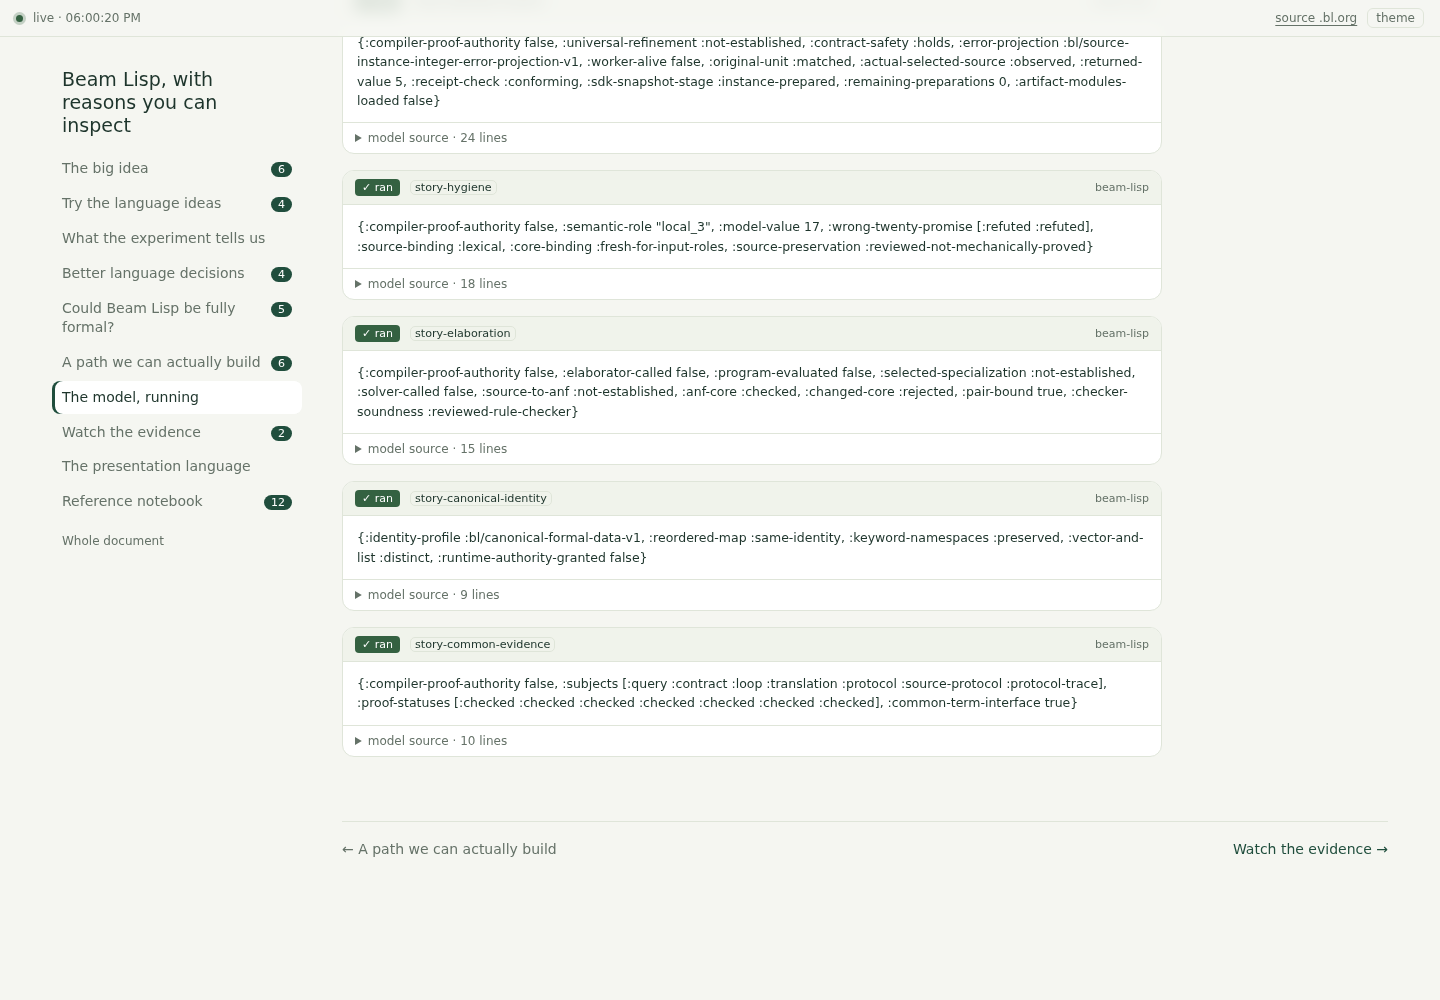 live · 06:00:20 PM
source .bl.org
theme
Beam Lisp, with
reasons you can
inspect
The big idea 6
Try the language ideas 4
What the experiment tells us
Better language decisions 4
Could Beam Lisp be fully
formal? 5
A path we can actually build 6
The model, running
Watch the evidence 2
The presentation language
Reference notebook 12
Whole document
{:compiler-proof-authority false, :universal-refinement :not-established, :contract-safety :holds, :error-projection :bl/source-
instance-integer-error-projection-v1, :worker-alive false, :original-unit :matched, :actual-selected-source :observed, :returned-
value 5, :receipt-check :conforming, :sdk-snapshot-stage :instance-prepared, :remaining-preparations 0, :artifact-modules-
loaded false}
▶ model source · 24 lines
✓ ran story-hygiene beam-lisp
{:compiler-proof-authority false, :semantic-role "local_3", :model-value 17, :wrong-twenty-promise [:refuted :refuted],
:source-binding :lexical, :core-binding :fresh-for-input-roles, :source-preservation :reviewed-not-mechanically-proved}
▶ model source · 18 lines
✓ ran story-elaboration beam-lisp
{:compiler-proof-authority false, :elaborator-called false, :program-evaluated false, :selected-specialization :not-established,
:solver-called false, :source-to-anf :not-established, :anf-core :checked, :changed-core :rejected, :pair-bound true, :checker-
soundness :reviewed-rule-checker}
▶ model source · 15 lines
✓ ran story-canonical-identity beam-lisp
{:identity-profile :bl/canonical-formal-data-v1, :reordered-map :same-identity, :keyword-namespaces :preserved, :vector-and-
list :distinct, :runtime-authority-granted false}
▶ model source · 9 lines
✓ ran story-common-evidence beam-lisp
{:compiler-proof-authority false, :subjects [:query :contract :loop :translation :protocol :source-protocol :protocol-trace],
:proof-statuses [:checked :checked :checked :checked :checked :checked :checked], :common-term-interface true}
▶ model source · 10 lines
← A path we can actually build
Watch the evidence →